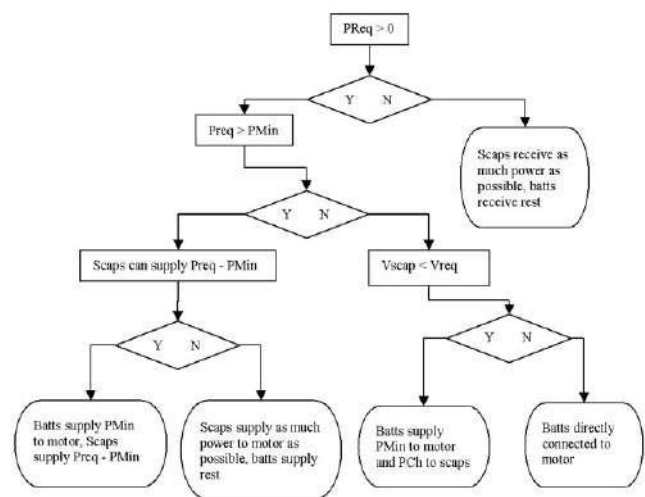 PReq > 0
Y N
Preq > PMin
Scaps receive as
much power as
possible, batts
receive rest
Y N
Scaps can supply Preq - PMin
Vscap < Vreq
Y N
Y N
Batts supply PMin
to motor, Scaps
supply Preq - PMin
Scaps supply as much
power to motor as
possible, batts supply
rest
Batts supply
PMin to motor
and PCh to scaps
Batts directly
connected to
motor